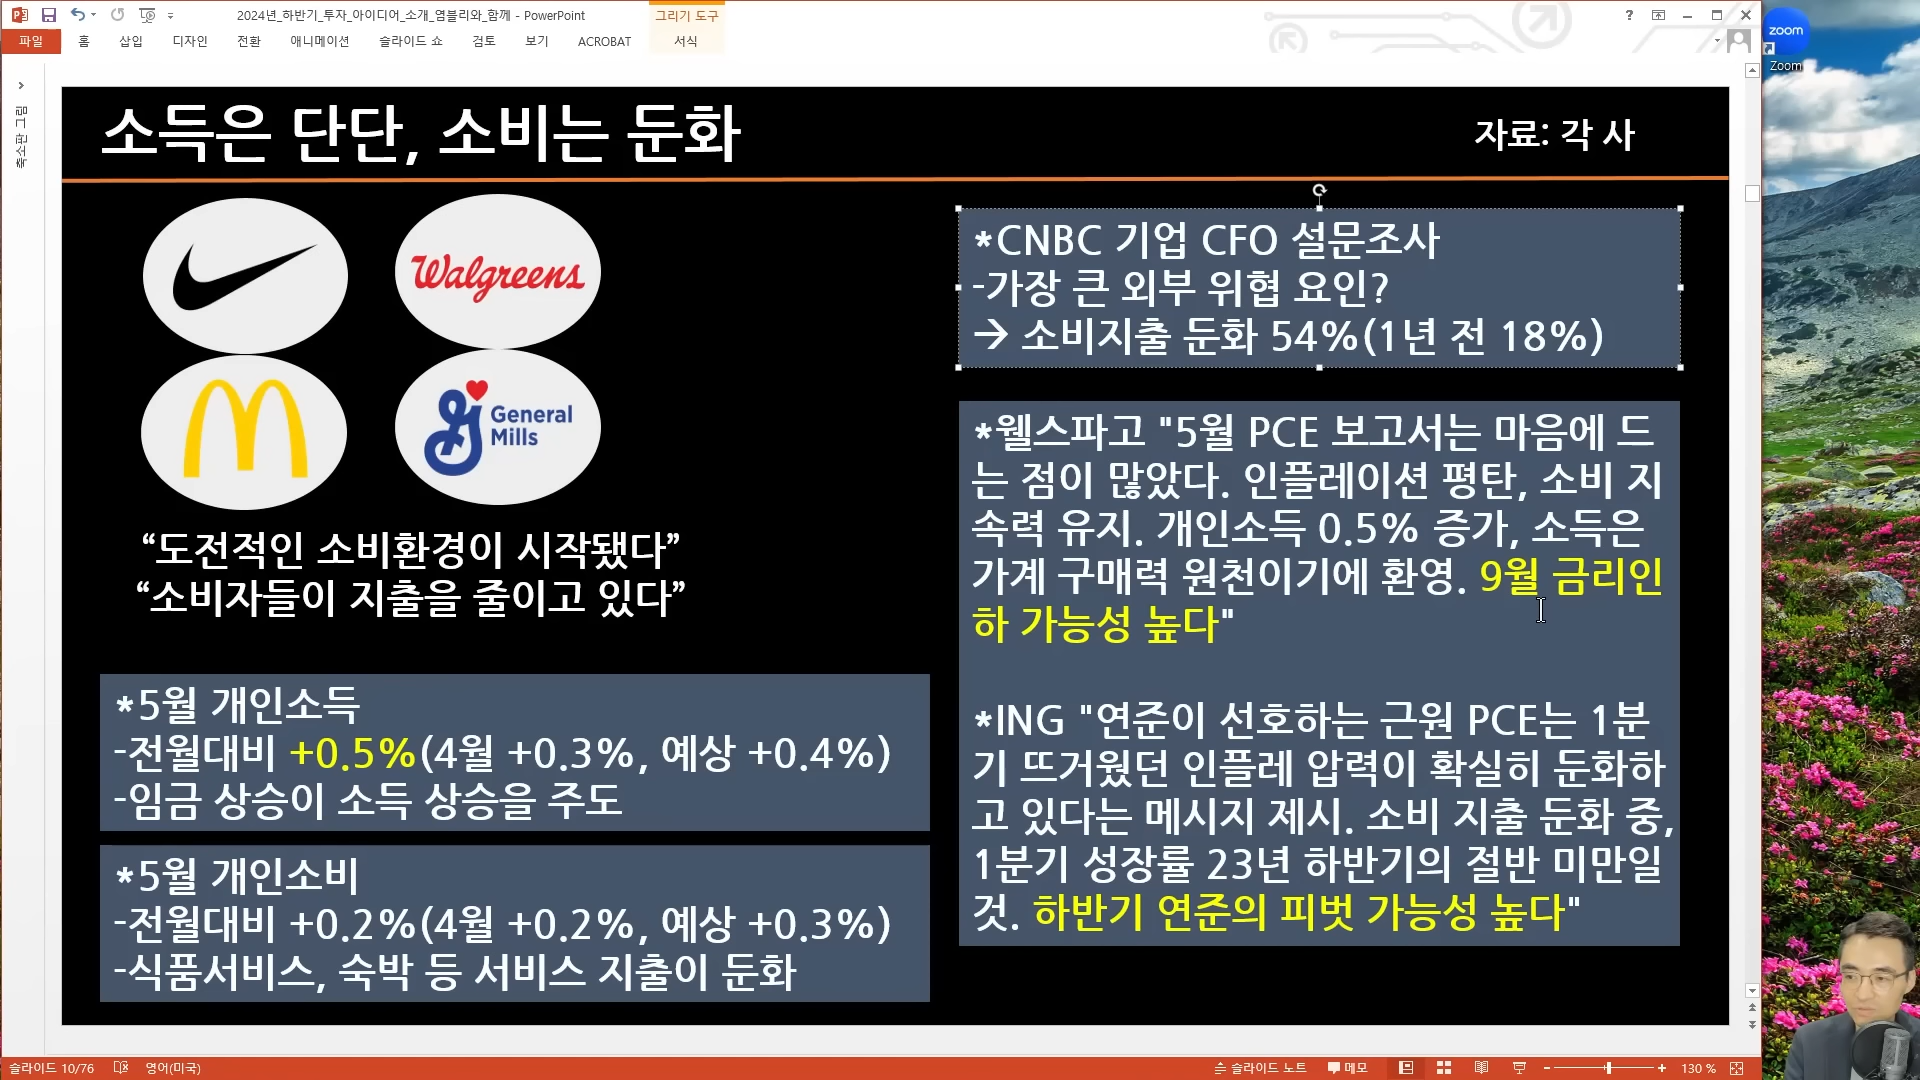 2024년_하반기_투자_아이디어_소개_염블리와_함께 - PowerPoint
그리기 도구
파일
홈
삽입
디자인
전환
애니메이션
슬라이드 쇼
검토
보기
ACROBAT
서식
zoom
Zoom
축소판 그림
소득은 단단, 소비는 둔화
자료: 각 사
Walgreens
General
Mills
“도전적인 소비환경이 시작됐다”
“소비자들이 지출을 줄이고 있다”
*5월 개인소득
-전월대비 +0.5%(4월 +0.3%, 예상 +0.4%)
-임금 상승이 소득 상승을 주도
*5월 개인소비
-전월대비 +0.2%(4월 +0.2%, 예상 +0.3%)
-식품서비스, 숙박 등 서비스 지출이 둔화
*CNBC 기업 CFO 설문조사
-가장 큰 외부 위협 요인?
→ 소비지출 둔화 54%(1년 전 18%)
*웰스파고 "5월 PCE 보고서는 마음에 드
는 점이 많았다. 인플레이션 평탄, 소비 지
속력 유지. 개인소득 0.5% 증가, 소득은
가계 구매력 원천이기에 환영. 9월 금리인
하 가능성 높다"
*ING "연준이 선호하는 근원 PCE는 1분
기 뜨거웠던 인플레 압력이 확실히 둔화하
고 있다는 메시지 제시. 소비 지출 둔화 중,
1분기 성장률 23년 하반기의 절반 미만일
것. 하반기 연준의 피벗 가능성 높다"
슬라이드 10/76
영어(미국)
슬라이드 노트
메모
130 %